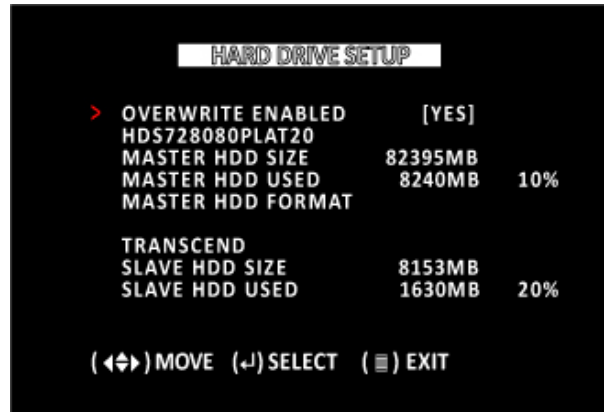 HARD DRIVE SETUP
> OVERWRITE ENABLED [YES]
HDS728080PLAT20
MASTER HDD SIZE 82395MB
MASTER HDD USED 8240MB 10%
MASTER HDD FORMAT
TRANSCEND
SLAVE HDD SIZE 8153MB
SLAVE HDD USED 1630MB 20%
(◀◆▶) MOVE (↵) SELECT (≣) EXIT